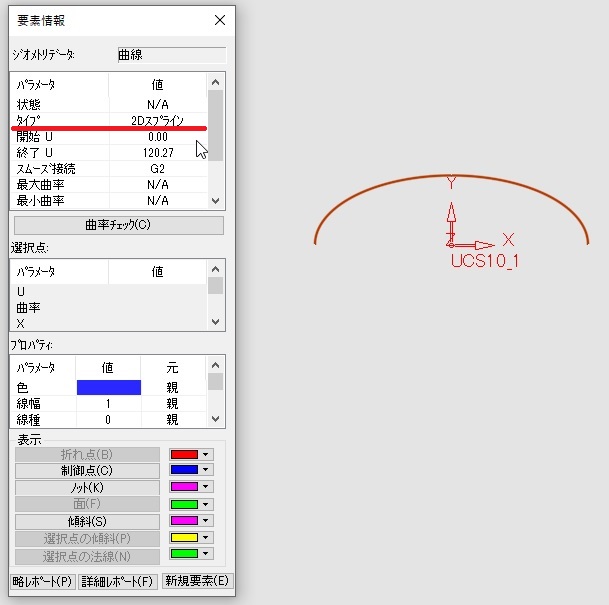 要素情報
ジオメトリデータ: 曲線
パラメータ 値
状態 N/A
タイプ 2Dスプライン
開始 U 0.00
終了 U 120.27
スムーズ接続 G2
最大曲率 N/A
最小曲率 N/A
曲率チェック(C)
選択点:
パラメータ 値
U
曲率
X
プロパティ:
パラメータ 値 元
色 親
線幅 1 親
線種 0 親
表示
折れ点(B)
制御点(C)
ノット(K)
面(F)
傾斜(S)
選択点の傾斜(P)
選択点の法線(N)
略レポート(P) 詳細レポート(F) 新規要素(E)
Y
Z X
UCS10_1